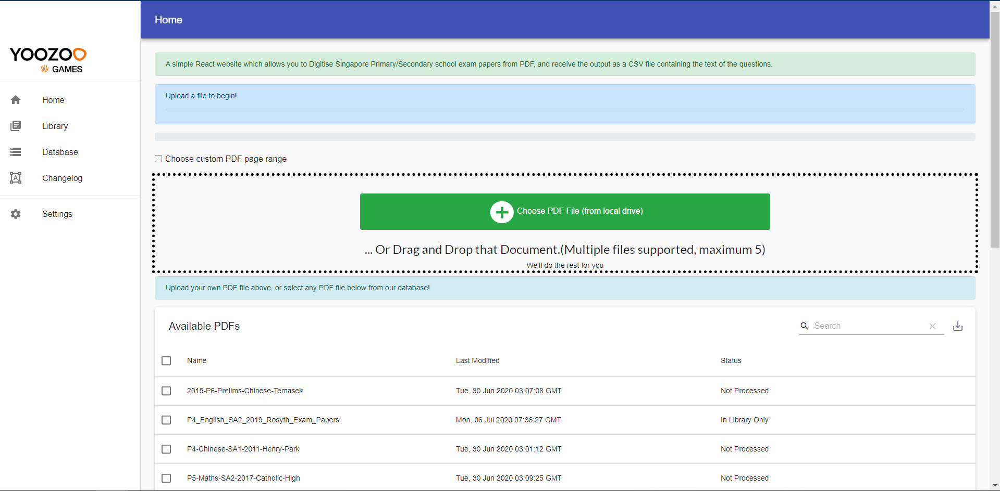 Home
YOOZOO
GAMES
Home
Library
Database
Changelog
Settings
A simple React website which allows you to Digitise Singapore Primary/Secondary school exam papers from PDF, and receive the output as a CSV file containing the text of the questions.
Upload a file to begin!
Choose custom PDF page range
Choose PDF File (from local drive)
... Or Drag and Drop that Document.(Multiple files supported, maximum 5)
We'll do the rest for you
Upload your own PDF file above, or select any PDF file below from our database!
Available PDFs
Search
Name Last Modified Status
2015-P6-Prelims-Chinese-Temasek Tue, 30 Jun 2020 03:07:08 GMT Not Processed
P4_English_SA2_2019_Rosyth_Exam_Papers Mon, 06 Jul 2020 07:36:27 GMT In Library Only
P4-Chinese-SA1-2011-Henry-Park Tue, 30 Jun 2020 03:01:12 GMT Not Processed
P5-Maths-SA2-2017-Catholic-High Tue, 30 Jun 2020 03:09:25 GMT Not Processed